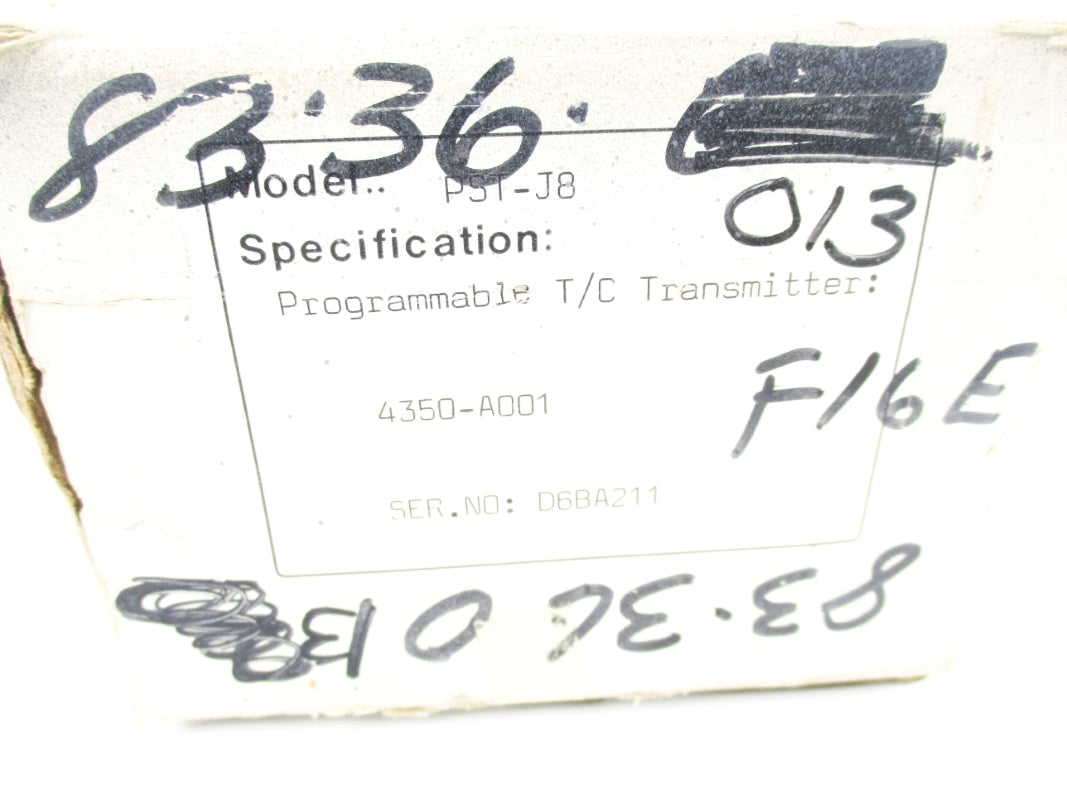 83.36.
Model.. PST-J8
013
Specification:
Programmable T/C Transmitter:
F16E
4350-A001
SER.NO: D6BA211
83.36 013